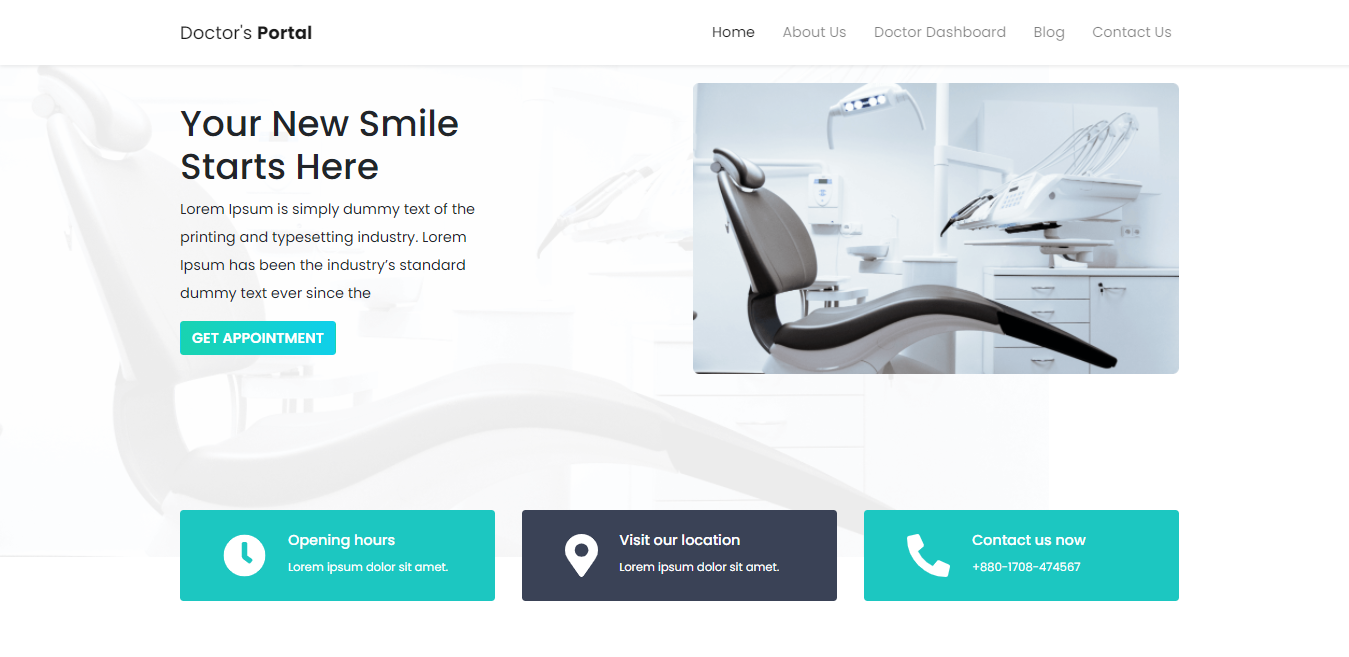 Doctor's Portal
Home About Us Doctor Dashboard Blog Contact Us
Your New Smile
Starts Here
Lorem Ipsum is simply dummy text of the
printing and typesetting industry. Lorem
Ipsum has been the industry’s standard
dummy text ever since the
GET APPOINTMENT
Opening hours
Lorem ipsum dolor sit amet.
Visit our location
Lorem ipsum dolor sit amet.
Contact us now
+880-1708-474567